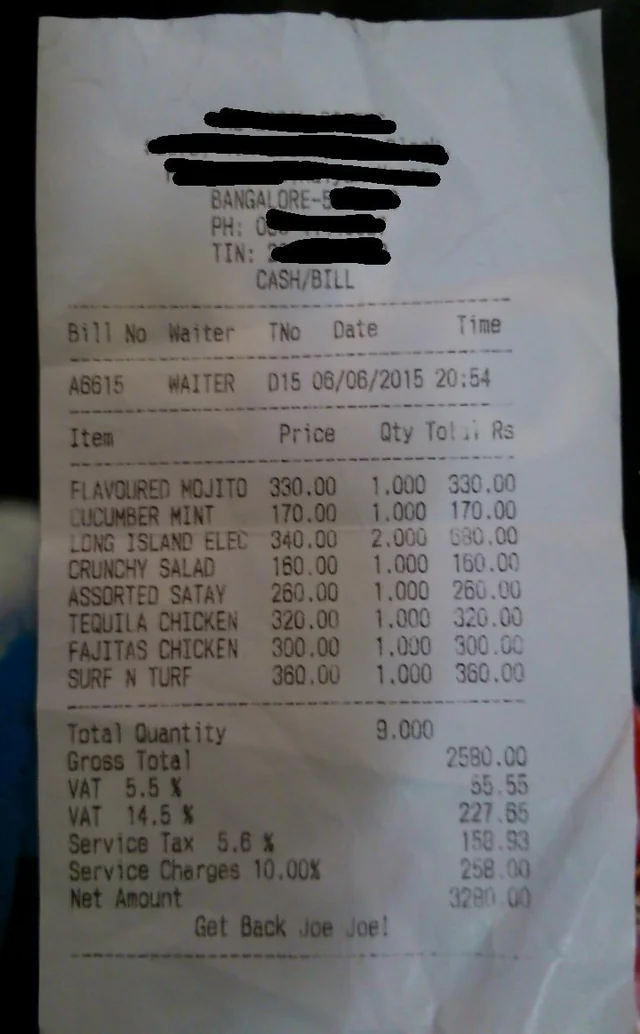 BANGALORE-5
PH: 0
TIN: 2
CASH/BILL
Bill No Waiter TNo Date Time
A6615 WAITER D15 06/06/2015 20:54
Item Price Qty Total Rs
FLAVOURED MOJITO 330.00 1.000 330.00
CUCUMBER MINT 170.00 1.000 170.00
LONG ISLAND ELEC 340.00 2.000 680.00
CRUNCHY SALAD 160.00 1.000 160.00
ASSORTED SATAY 260.00 1.000 260.00
TEQUILA CHICKEN 320.00 1.000 320.00
FAJITAS CHICKEN 300.00 1.000 300.00
SURF N TURF 360.00 1.000 360.00
Total Quantity 9.000
Gross Total 2580.00
VAT 5.5 % 55.55
VAT 14.5 % 227.65
Service Tax 5.6 % 158.93
Service Charges 10.00% 258.00
Net Amount 3280.00
Get Back Joe Joe!